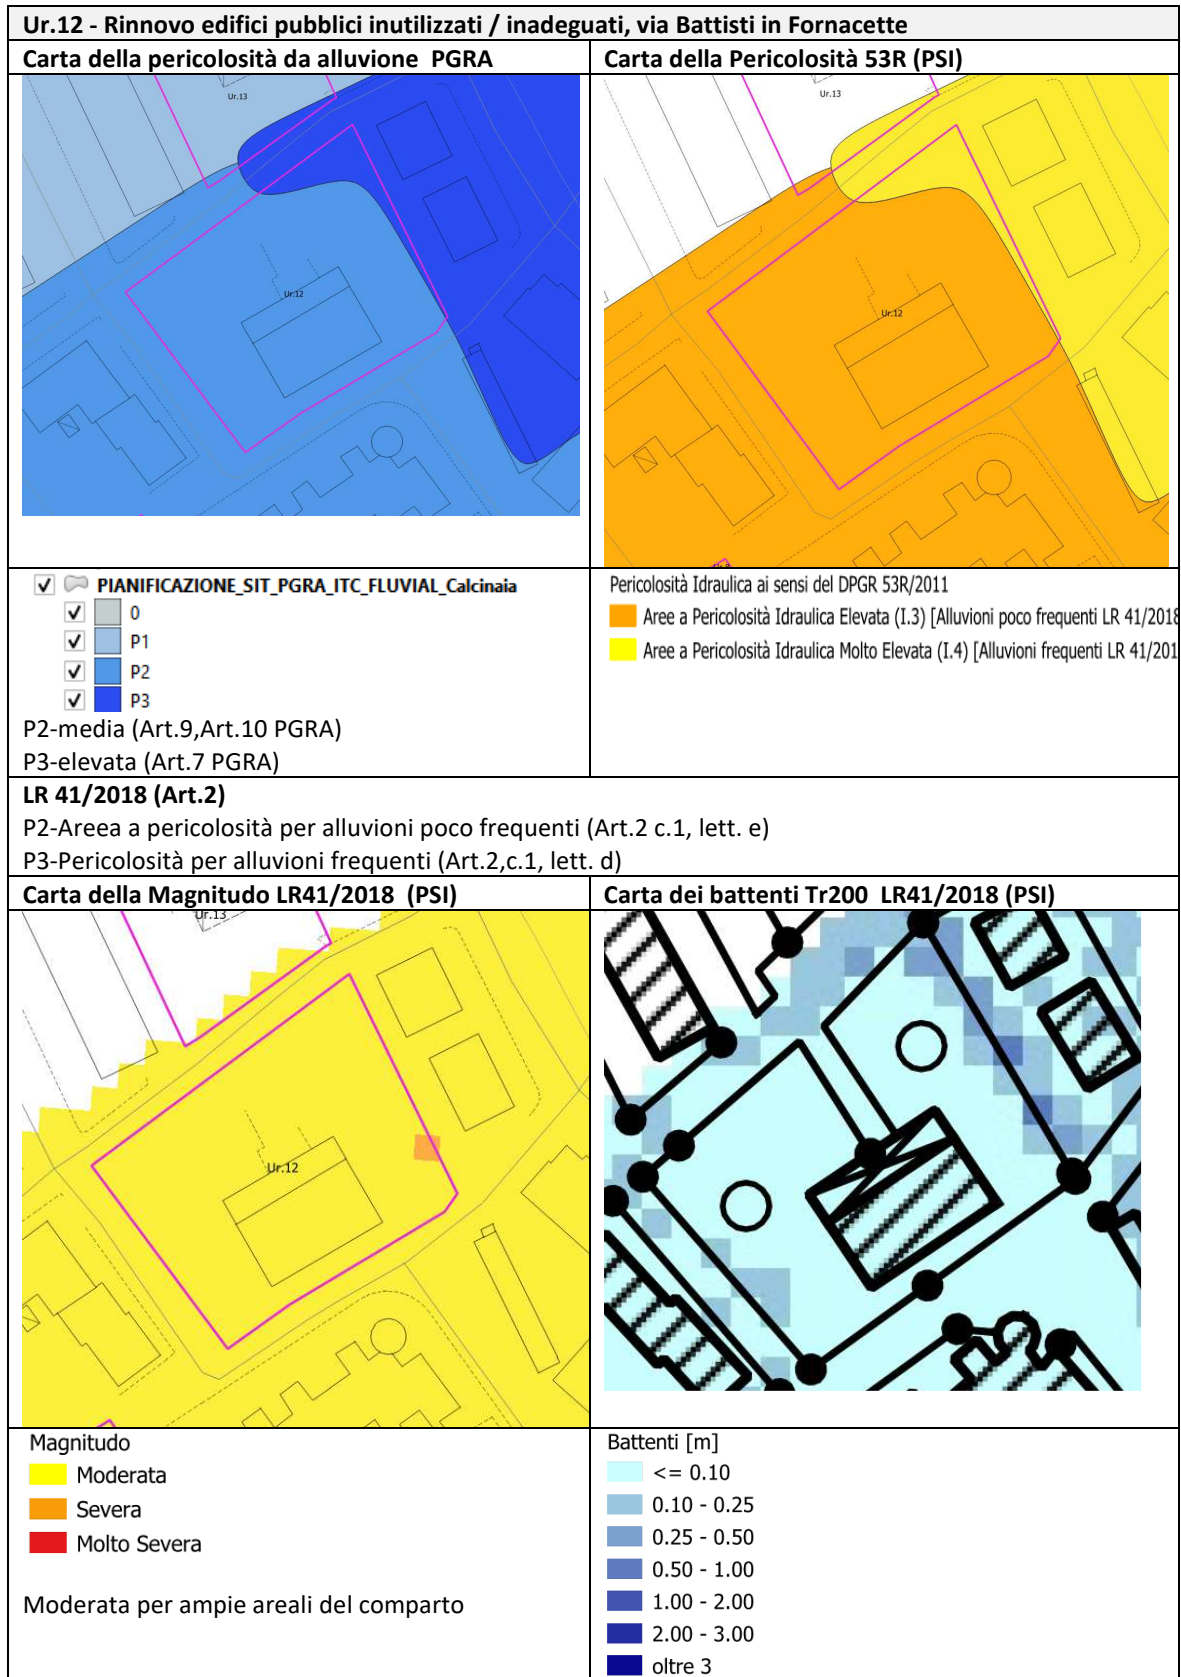 Ur.12 - Rinnovo edifici pubblici inutilizzati / inadeguati, via Battisti in Fornacette
Carta della pericolosità da alluvione PGRA
Carta della Pericolosità 53R (PSI)
Ur.13
Ur.12
Ur.13
Ur.12
PIANIFICAZIONE_SIT_PGRA_ITC_FLUVIAL_Calcinaia
0
P1
P2
P3
P2-media (Art.9,Art.10 PGRA)
P3-elevata (Art.7 PGRA)
Pericolosità Idraulica ai sensi del DPGR 53R/2011
Aree a Pericolosità Idraulica Elevata (I.3) [Alluvioni poco frequenti LR 41/2018
Aree a Pericolosità Idraulica Molto Elevata (I.4) [Alluvioni frequenti LR 41/201
LR 41/2018 (Art.2)
P2-Areea a pericolosità per alluvioni poco frequenti (Art.2 c.1, lett. e)
P3-Pericolosità per alluvioni frequenti (Art.2,c.1, lett. d)
Carta della Magnitudo LR41/2018 (PSI)
Carta dei battenti Tr200 LR41/2018 (PSI)
Ur.13
Ur.12
Magnitudo
Moderata
Severa
Molto Severa
Moderata per ampie areali del comparto
Battenti [m]
<= 0.10
0.10 - 0.25
0.25 - 0.50
0.50 - 1.00
1.00 - 2.00
2.00 - 3.00
oltre 3